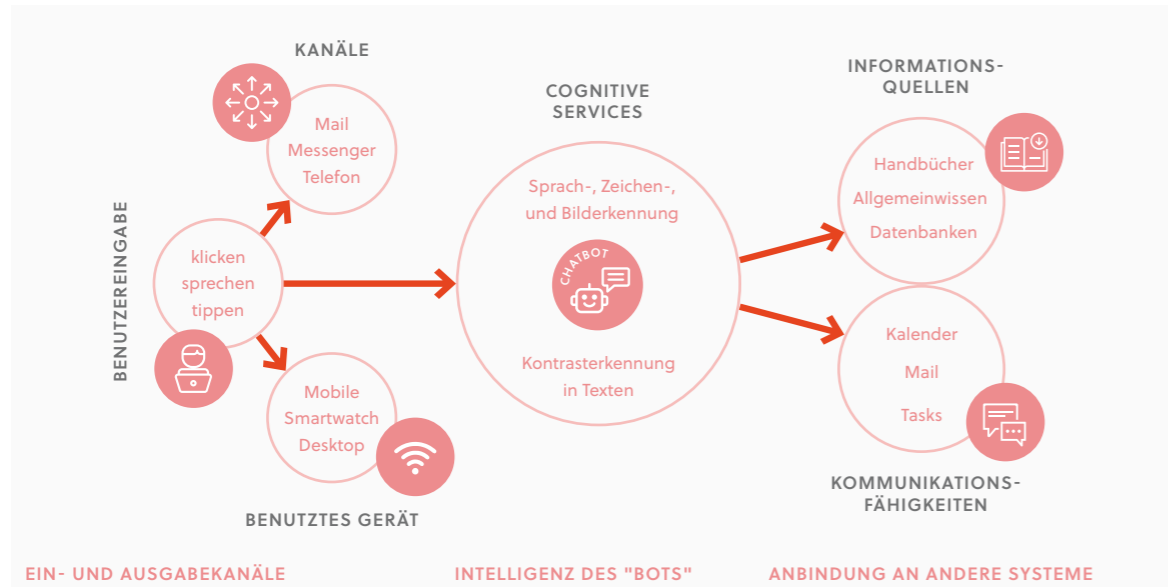 KANÄLE
Mail
Messenger
Telefon
BENUTZEREINGABE
klicken
sprechen
tippen
Mobile
Smartwatch
Desktop
BENUTZTES GERÄT
COGNITIVE
SERVICES
Sprach-, Zeichen-,
und Bilderkennung
CHATBOT
Kontrasterkennung
in Texten
INFORMATIONS-
QUELLEN
Handbücher
Allgemeinwissen
Datenbanken
Kalender
Mail
Tasks
KOMMUNIKATIONS-
FÄHIGKEITEN
EIN- UND AUSGABEKANÄLE
INTELLIGENZ DES "BOTS"
ANBINDUNG AN ANDERE SYSTEME